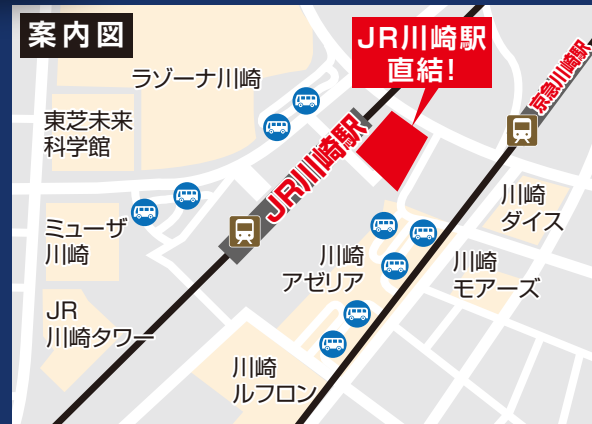 案内図
JR川崎駅
直結!
ラゾーナ川崎
京急川崎駅
東芝未来
科学館
JR川崎駅
川崎
ダイス
ミューザ
川崎
川崎
アゼリア
川崎
モアーズ
JR
川崎タワー
川崎
ルフロン